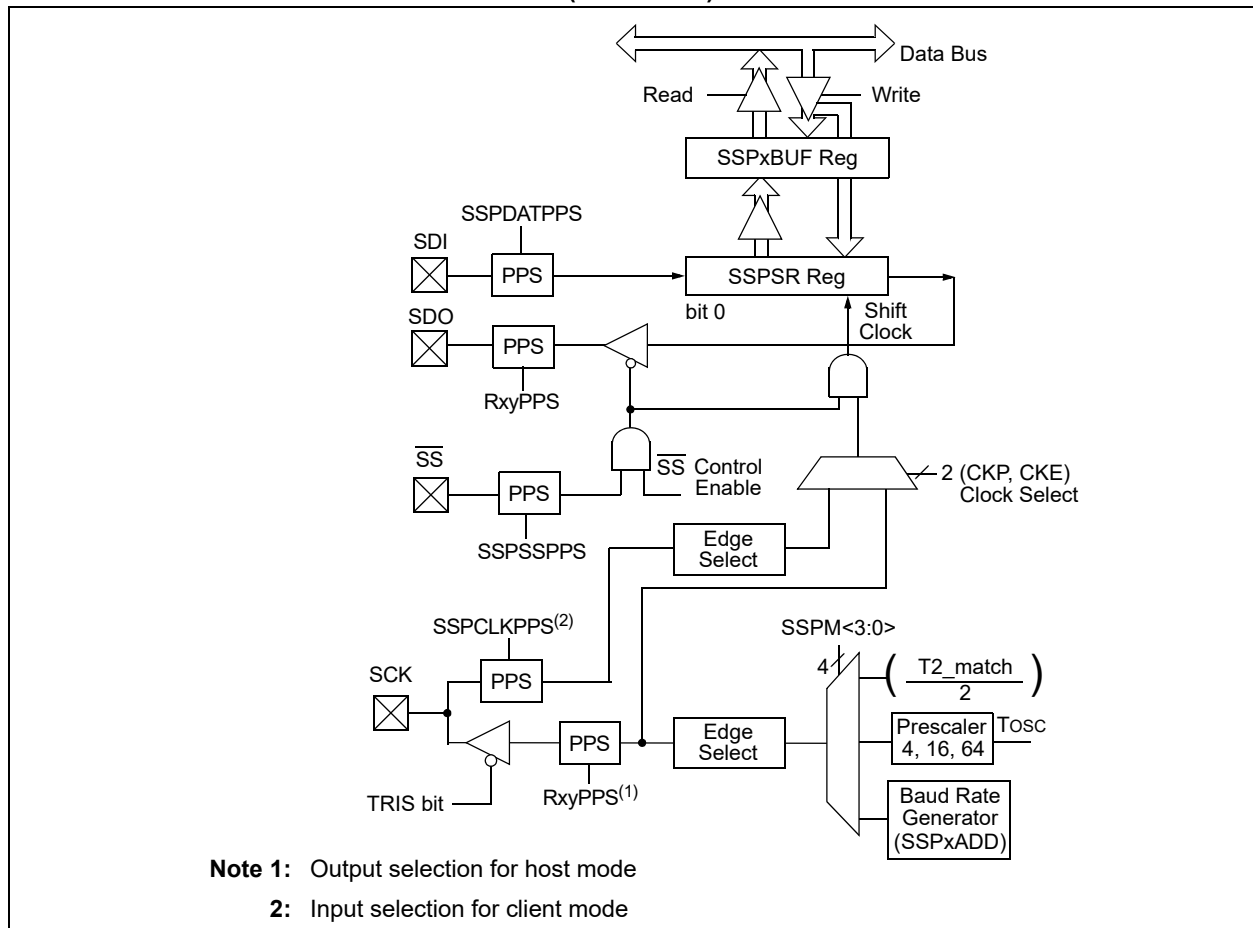 Data Bus
Read
Write
SSPxBUF Reg
SSPDATPPS
SDI
PPS
SSPSR Reg
bit 0
Shift
Clock
SDO
PPS
RxyPPS
SS
PPS
SS Control
Enable
2 (CKP, CKE)
Clock Select
SSPSSPPS
Edge
Select
SSPCLKPPS(2)
SSPM<3:0>
4
T2_match
2
( )
SCK
PPS
PPS
Edge
Select
Prescaler
4, 16, 64
TOSC
TRIS bit
RxyPPS(1)
Baud Rate
Generator
(SSPxADD)
Note 1: Output selection for host mode
2: Input selection for client mode